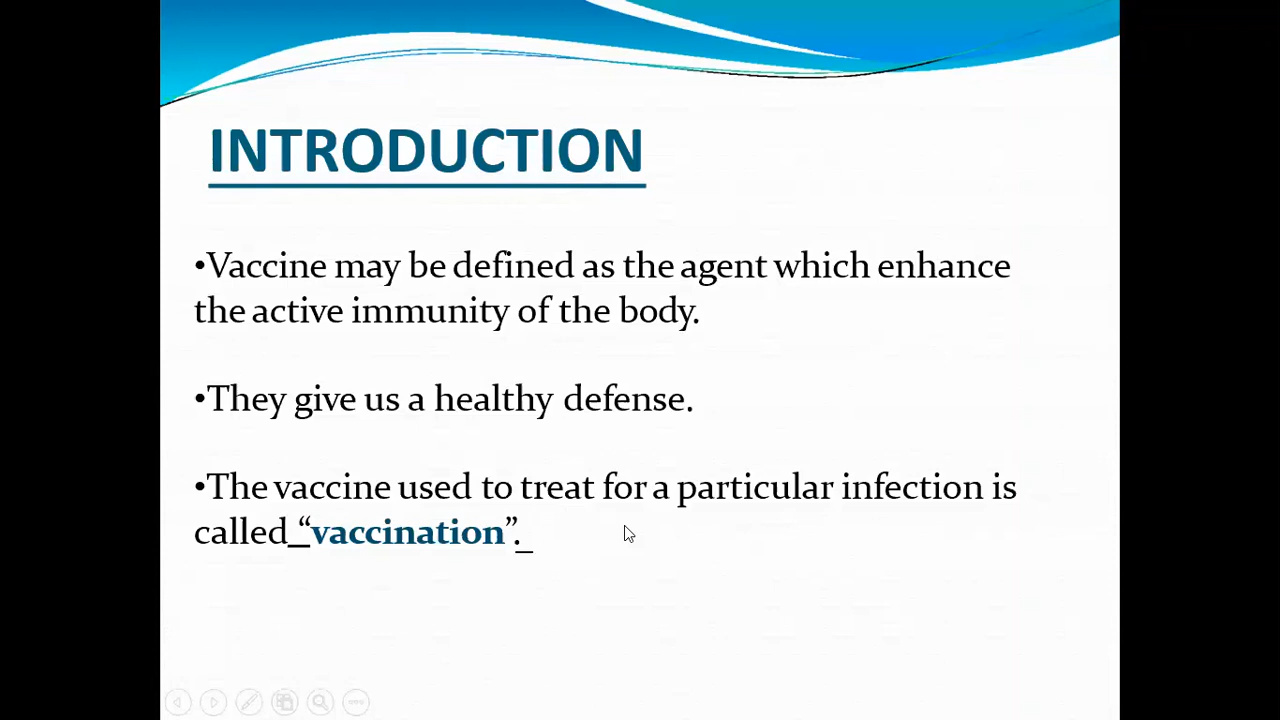 INTRODUCTION
•Vaccine may be defined as the agent which enhance
the active immunity of the body.
•They give us a healthy defense.
•The vaccine used to treat for a particular infection is
called “vaccination”.